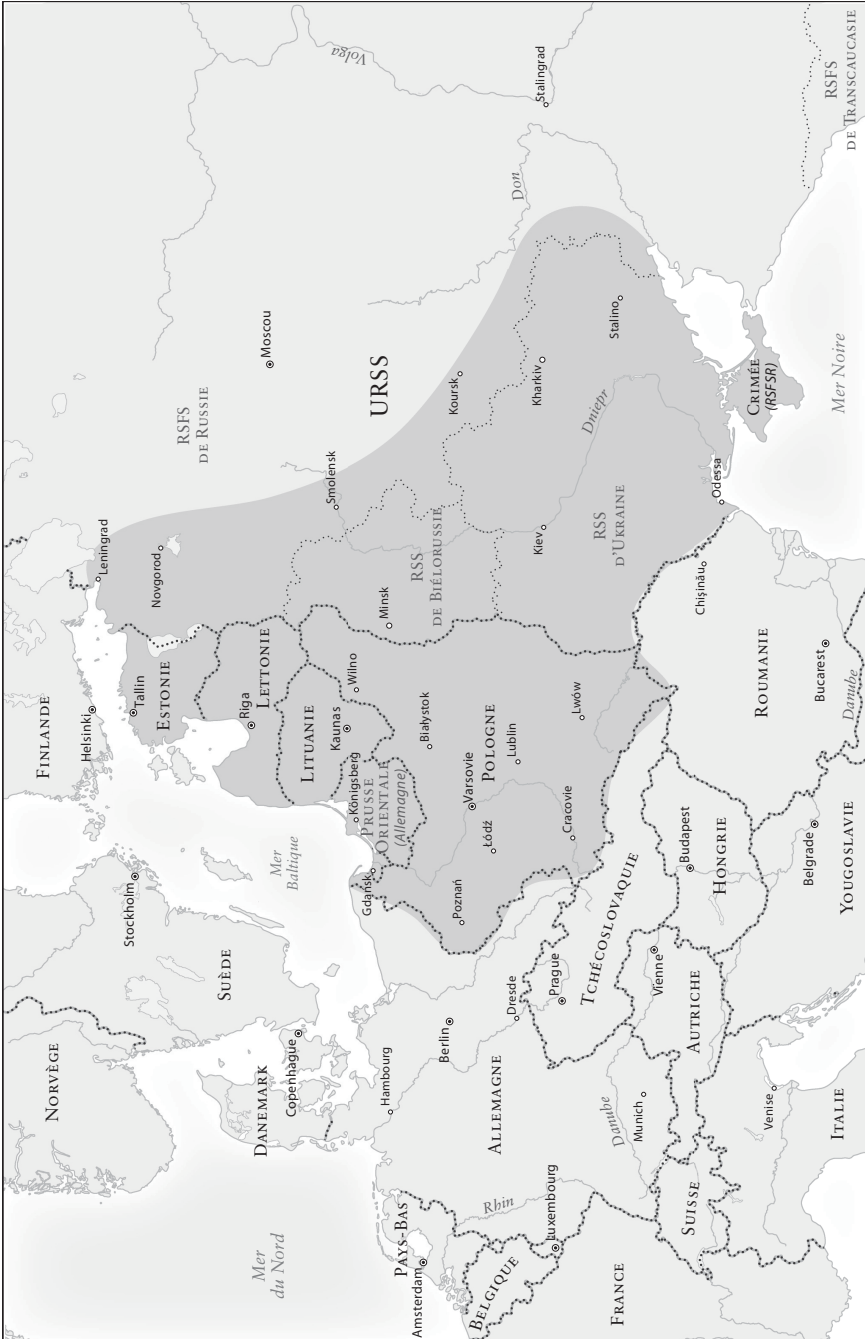 NORVÈGE
SUÈDE
Stockholm
FINLANDE
Helsinki
Leningrad
Novgorod
RSFS
DE RUSSIE
Moscou
Volga
Mer
du Nord
DANEMARK
Copenhague
Mer
Baltique
Tallin
ESTONIE
Riga
LETTONIE
LITUANIE
Kaunas
Wilno
Smolensk
URSS
Minsk
RSS
DE BIÉLORUSSIE
Koursk
Don
Stalingrad
Königsberg
PRUSSE
ORIENTALE
(Allemagne)
Gdańsk
Białystok
Hambourg
Berlin
Poznań
Varsovie
POLOGNE
Łódź
Lublin
Amsterdam
PAYS-BAS
BELGIQUE
Luxembourg
Rhin
ALLEMAGNE
Dresde
Prague
TCHÉCOSLOVAQUIE
Cracovie
Lwów
Kiev
RSS
D'UKRAINE
Kharkiv
Dniepr
Stalino
FRANCE
Danube
Munich
Vienne
AUTRICHE
SUISSE
Budapest
HONGRIE
Chişinău
Odessa
CRIMÉE
(RSFSR)
ROUMANIE
Bucarest
Danube
Venise
ITALIE
Belgrade
YOUGOSLAVIE
Mer Noire
RSFS
DE TRANSCAUCASIE